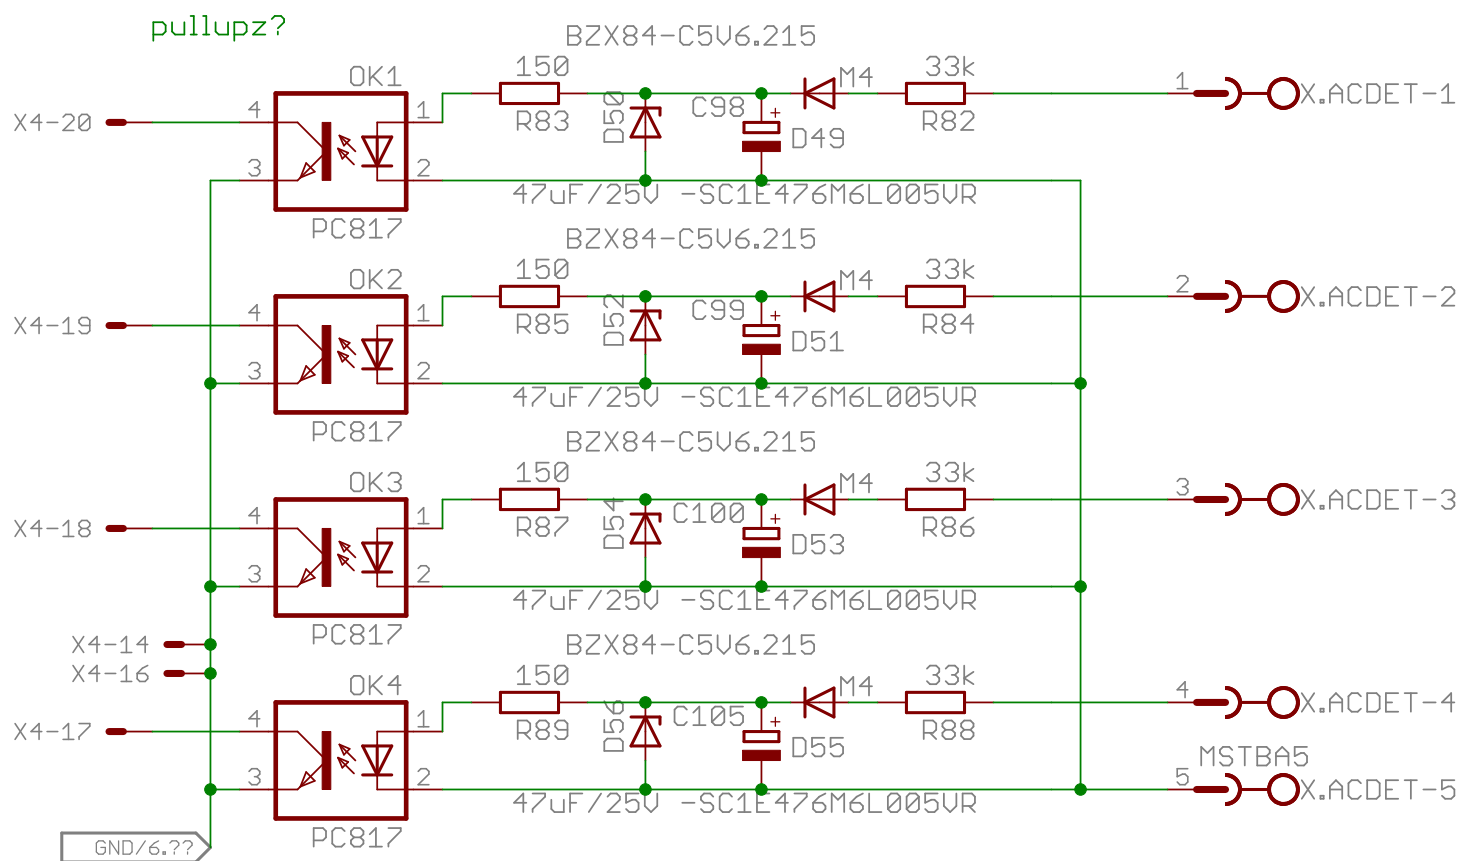 pullupz?
BZX84-C5V6.215
OK1
150
M4
33k
1
X.ACDET-1
X4-20
4
1
R83
D50
C98
+
D49
R82
3
2
47uF/25V -SC1E476M6L005VR
PC817
BZX84-C5V6.215
OK2
150
M4
33k
2
X.ACDET-2
X4-19
4
1
R85
D52
C99
+
D51
R84
3
2
47uF/25V -SC1E476M6L005VR
PC817
BZX84-C5V6.215
OK3
150
M4
33k
3
X.ACDET-3
X4-18
4
1
R87
D54
C100
+
D53
R86
3
2
47uF/25V -SC1E476M6L005VR
PC817
X4-14
X4-16
BZX84-C5V6.215
OK4
150
M4
33k
4
X.ACDET-4
X4-17
4
1
R89
D56
C105
+
D55
R88
MSTBA5
3
2
5
X.ACDET-5
47uF/25V -SC1E476M6L005VR
PC817
GND/6.??